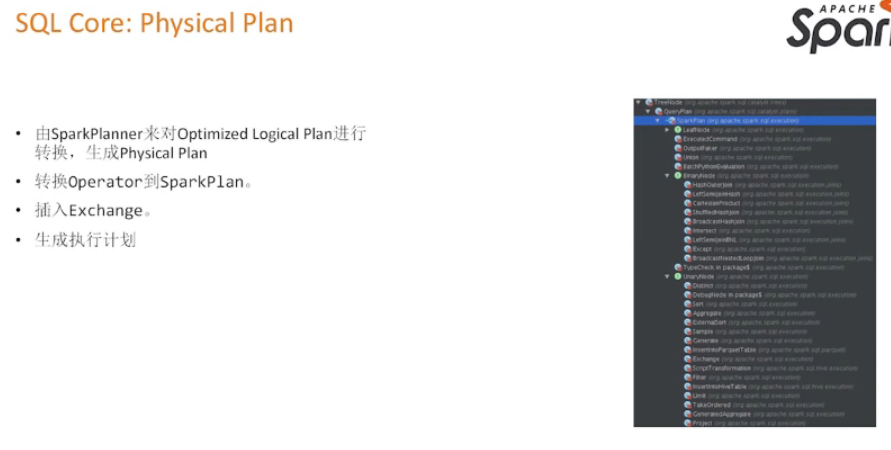 SQL Core: Physical Plan
APACHE
Spar
• 由SparkPlanner来对Optimized Logical Plan进行
转换，生成Physical Plan
• 转换Operator到SparkPlan。
• 插入Exchange。
• 生成执行计划
TreeNode (org.apache.spark.sql.catalyst.trees)
QueryPlan (org.apache.spark.sql.catalyst.plans)
SparkPlan (org.apache.spark.sql.execution)
LeafNode (org.apache.spark.sql.execution)
ExecutedCommand (org.apache.spark.sql.execution)
OutputFaker (org.apache.spark.sql.execution)
Union (org.apache.spark.sql.execution)
BatchPythonEvaluation (org.apache.spark.sql.execution)
BinaryNode (org.apache.spark.sql.execution)
HashOuterJoin (org.apache.spark.sql.execution.joins)
LeftSemiJoinHash (org.apache.spark.sql.execution.joins)
CartesianProduct (org.apache.spark.sql.execution.joins)
ShuffledHashJoin (org.apache.spark.sql.execution.joins)
BroadcastHashJoin (org.apache.spark.sql.execution.joins)
Intersect (org.apache.spark.sql.execution)
LeftSemiJoinBNL (org.apache.spark.sql.execution.joins)
Except (org.apache.spark.sql.execution)
BroadcastNestedLoopJoin (org.apache.spark.sql.execution.joins)
TypeCheck in package$ (org.apache.spark.sql.execution)
UnaryNode (org.apache.spark.sql.execution)
Distinct (org.apache.spark.sql.execution)
DebugNode in package$ (org.apache.spark.sql.execution)
Sort (org.apache.spark.sql.execution)
Aggregate (org.apache.spark.sql.execution)
ExternalSort (org.apache.spark.sql.execution)
Sample (org.apache.spark.sql.execution)
Generate (org.apache.spark.sql.execution)
InsertIntoParquetTable (org.apache.spark.sql.parquet)
Exchange (org.apache.spark.sql.execution)
ScriptTransformation (org.apache.spark.sql.hive.execution)
Filter (org.apache.spark.sql.execution)
InsertIntoHiveTable (org.apache.spark.sql.hive.execution)
Limit (org.apache.spark.sql.execution)
TakeOrdered (org.apache.spark.sql.execution)
GeneratedAggregate (org.apache.spark.sql.execution)
Project (org.apache.spark.sql.execution)